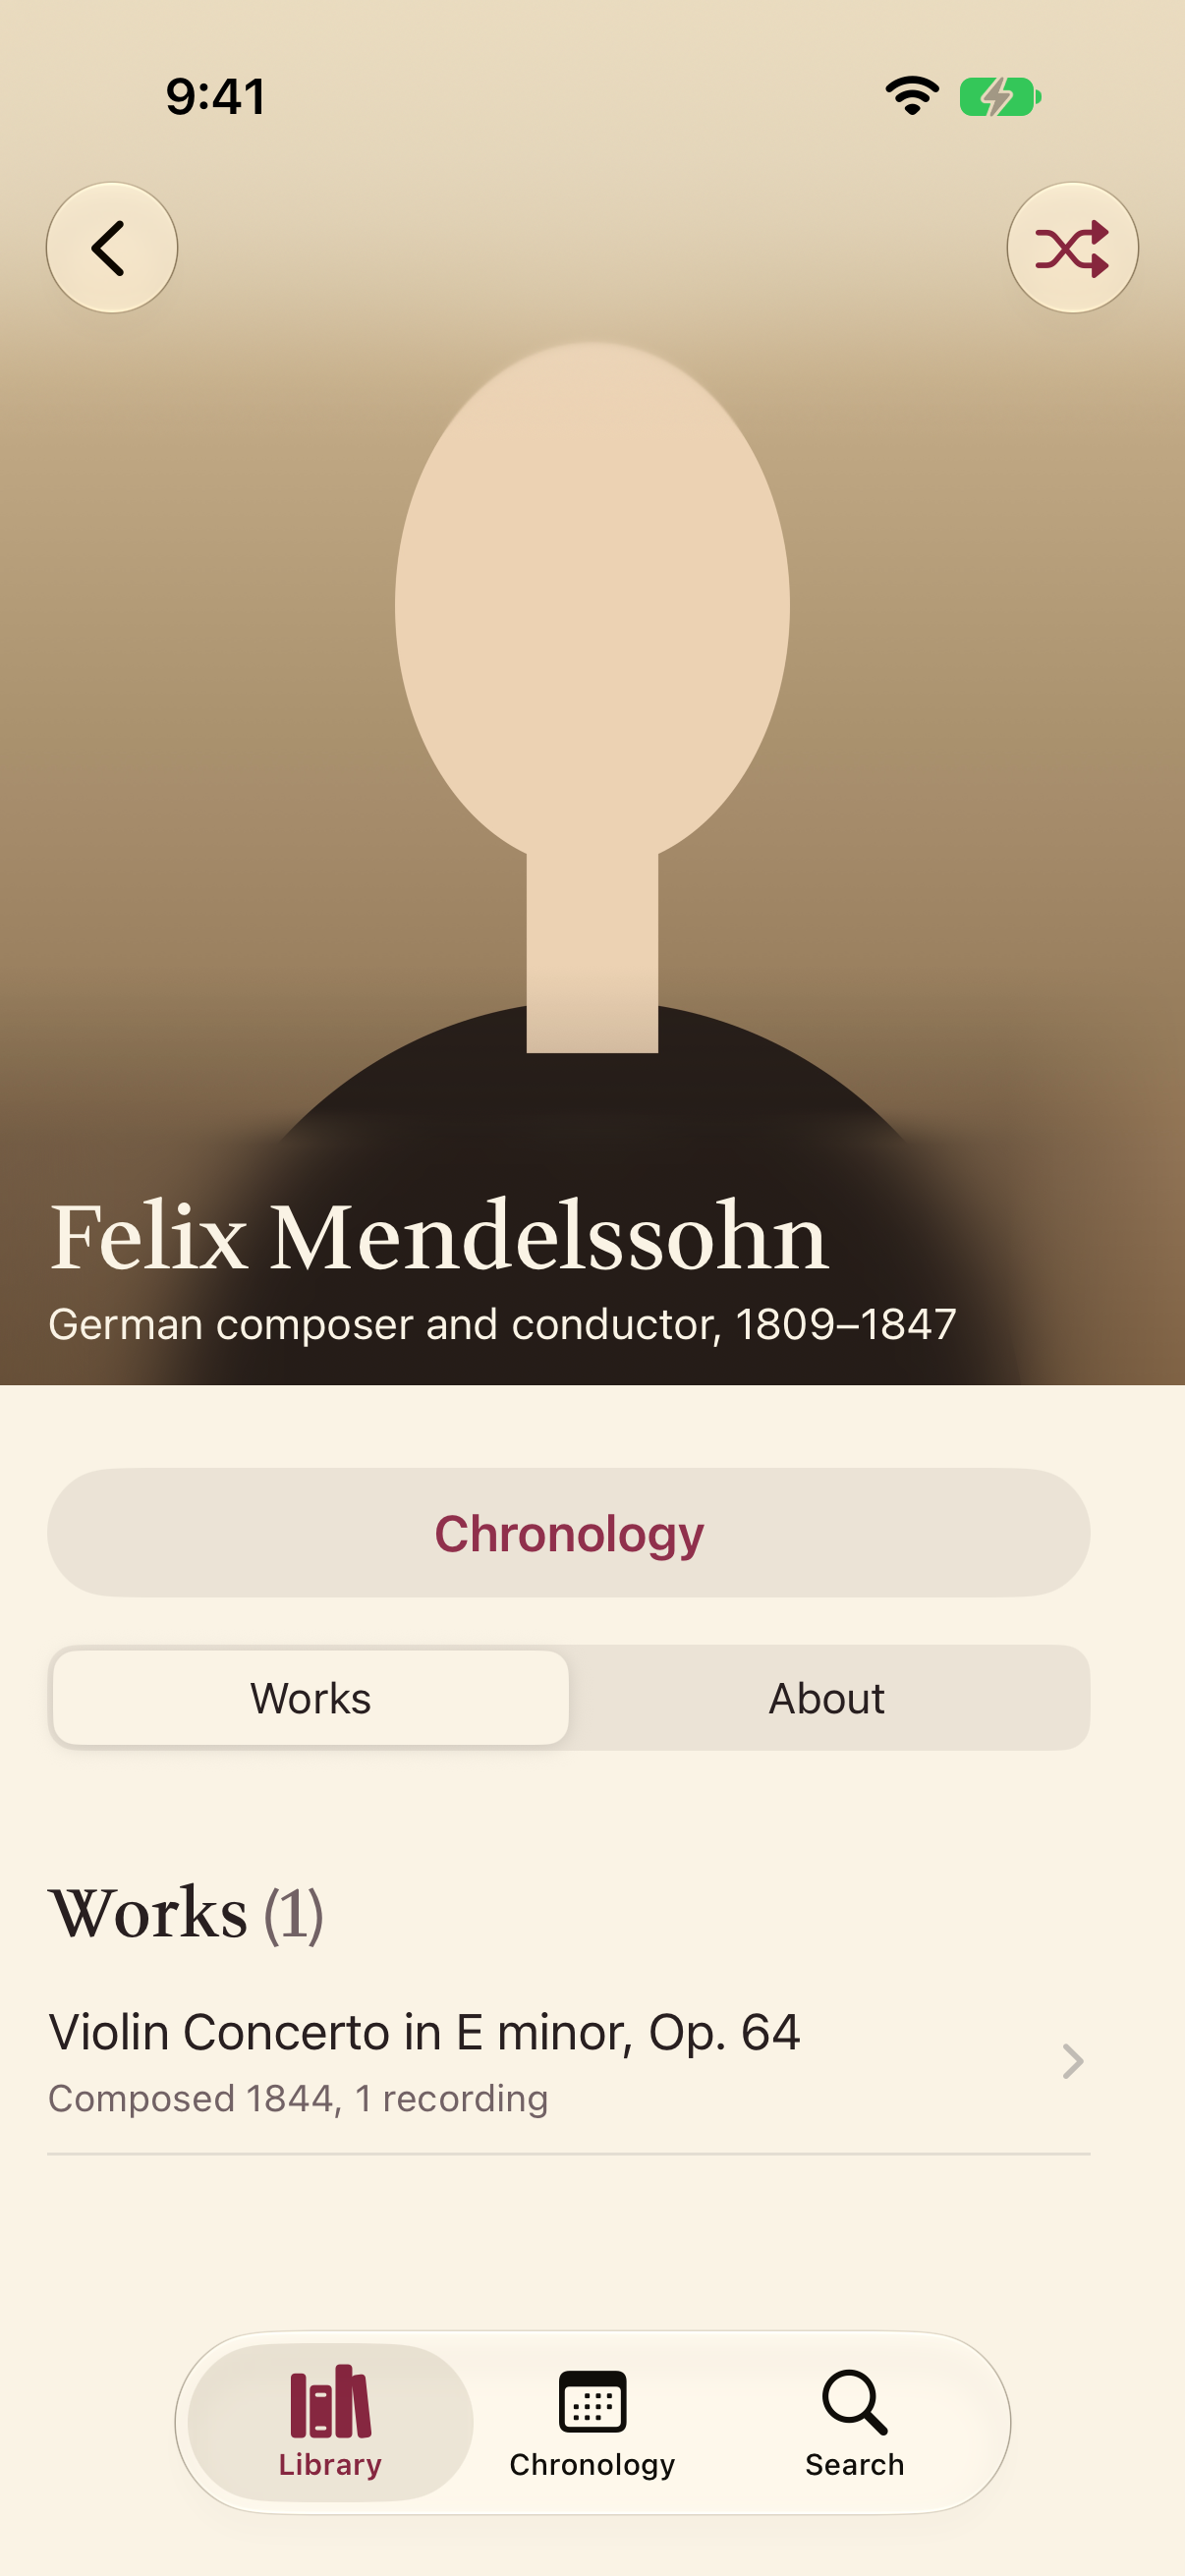 9:41
Felix Mendelssohn
German composer and conductor, 1809–1847
Chronology
Works
About
Works (1)
Violin Concerto in E minor, Op. 64
Composed 1844, 1 recording
Library
Chronology
Search